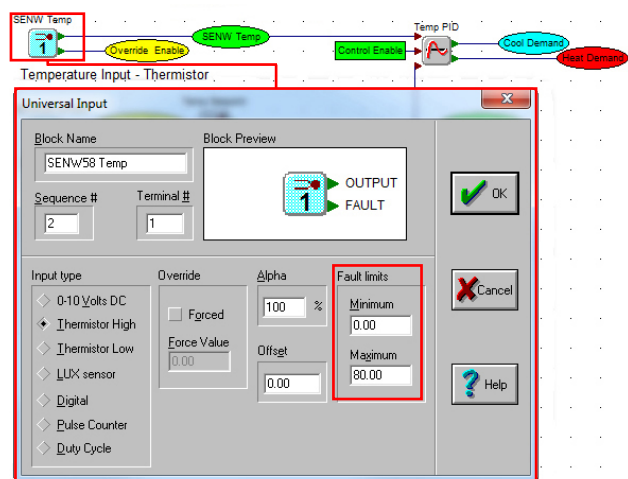 SENW Temp
1
Override Enable
SENW Temp
Temp PID
Control Enable
Cool Demand
Heat Demand
Temperature Input - Thermistor
Universal Input
Block Name
SENW58 Temp
Sequence #
2
Terminal #
1
Block Preview
1
OUTPUT
FAULT
OK
Input type
0-10 Volts DC
Thermistor High
Thermistor Low
LUX sensor
Digital
Pulse Counter
Duty Cycle
Override
Forced
Force Value
0.00
Alpha
100 %
Offset
0.00
Fault limits
Minimum
0.00
Maximum
80.00
Cancel
Help